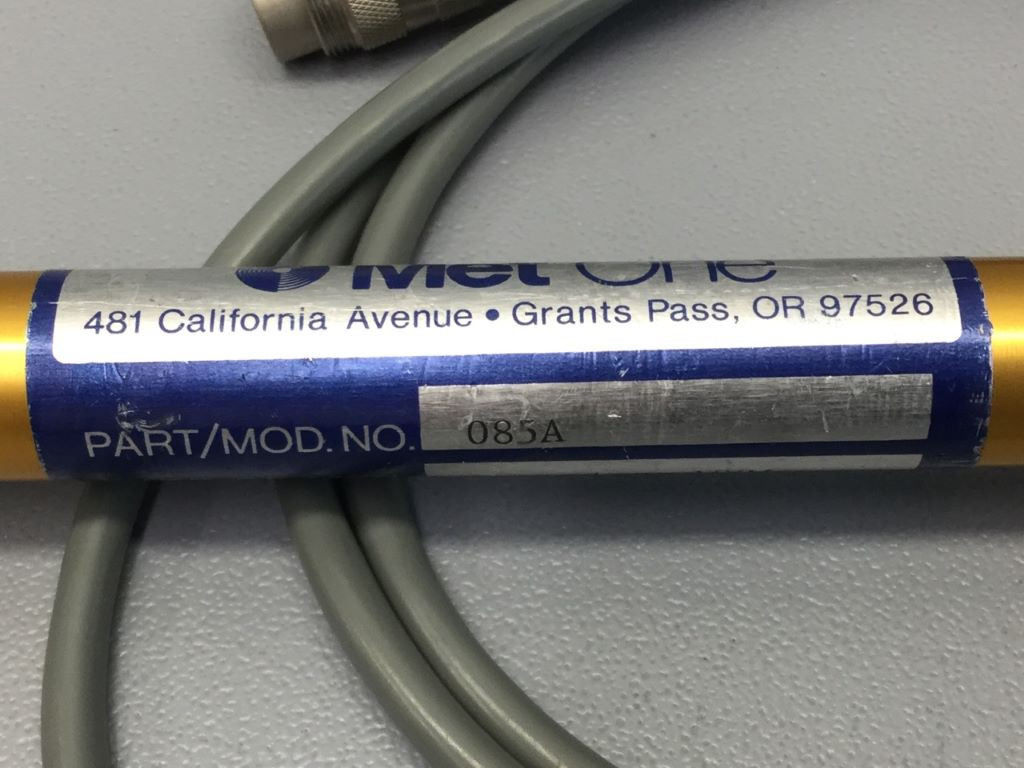 Met One
481 California Avenue • Grants Pass, OR 97526
PART/MOD. NO. 085A